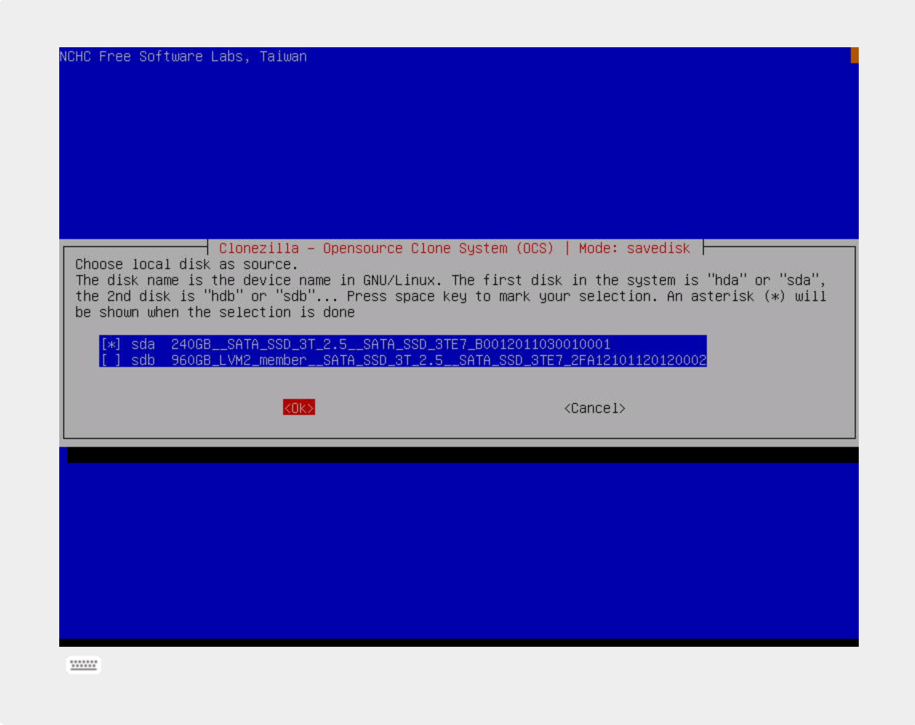 NCHC Free Software Labs, Taiwan
Clonezilla - Opensource Clone System (OCS) | Mode: savedisk
Choose local disk as source.
The disk name is the device name in GNU/Linux. The first disk in the system is "hda" or "sda",
the 2nd disk is "hdb" or "sdb"... Press space key to mark your selection. An asterisk (*) will
be shown when the selection is done
[*] sda 240GB__SATA_SSD_3T_2.5__SATA_SSD_3TE7_B0012011030010001
[ ] sdb 960GB_LVM2_member__SATA_SSD_3T_2.5__SATA_SSD_3TE7_2FA12101120120002
<Ok> <Cancel>